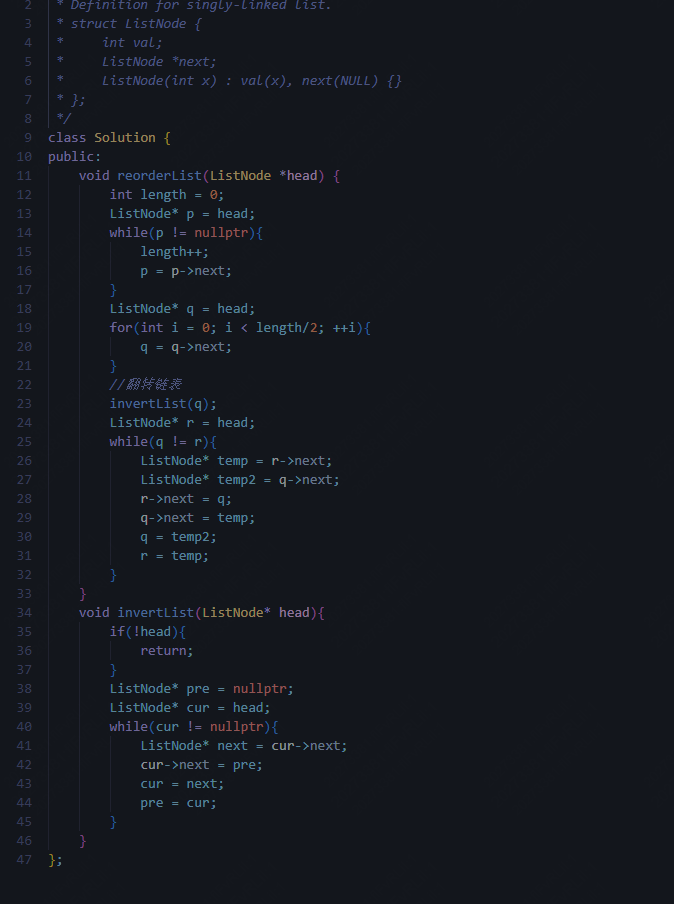 2  * Definition for singly-linked list.
3  * struct ListNode {
4  *     int val;
5  *     ListNode *next;
6  *     ListNode(int x) : val(x), next(NULL) {}
7  * };
8  */
9 class Solution {
10 public:
11     void reorderList(ListNode *head) {
12         int length = 0;
13         ListNode* p = head;
14         while(p != nullptr){
15             length++;
16             p = p->next;
17         }
18         ListNode* q = head;
19         for(int i = 0; i < length/2; ++i){
20             q = q->next;
21         }
22         //翻转链表
23         invertList(q);
24         ListNode* r = head;
25         while(q != r){
26             ListNode* temp = r->next;
27             ListNode* temp2 = q->next;
28             r->next = q;
29             q->next = temp;
30             q = temp2;
31             r = temp;
32         }
33     }
34     void invertList(ListNode* head){
35         if(!head){
36             return;
37         }
38         ListNode* pre = nullptr;
39         ListNode* cur = head;
40         while(cur != nullptr){
41             ListNode* next = cur->next;
42             cur->next = pre;
43             cur = next;
44             pre = cur;
45         }
46     }
47 };